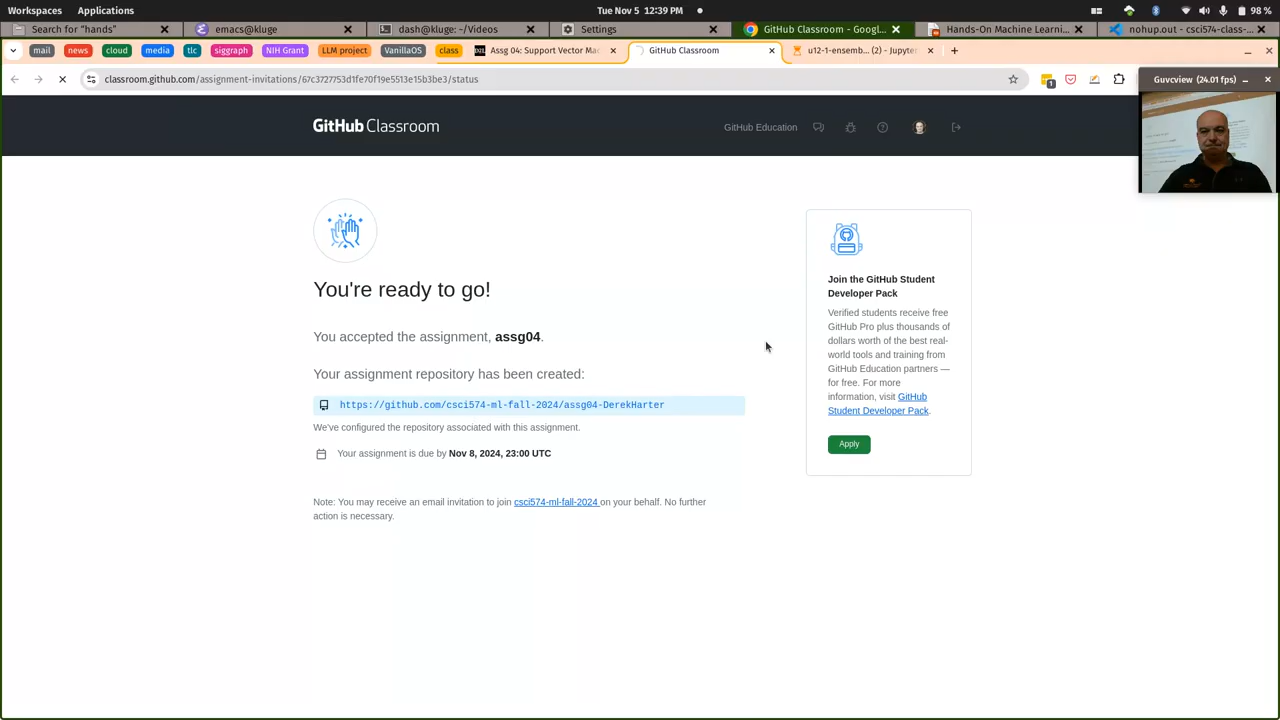 Workspaces Applications Tue Nov 5 12:39 PM 98 %
Search for "hands" emacs@kluge dash@kluge: ~/Videos Settings GitHub Classroom - Googl... Hands-On Machine Learni... nohup.out - csci574-class-...
mail news cloud media tlc siggraph NIH Grant LLM project VanillaOS class Assg 04: Support Vector Mac GitHub Classroom u12-1-ensemb... (2) - Jupyte
classroom.github.com/assignment-invitations/67c3727753d1fe70f19e5513e15b3be3/status
1
Guvcview (24.01 fps)
GitHub Classroom
GitHub Education
You're ready to go!
You accepted the assignment, assg04.
Your assignment repository has been created:
https://github.com/csci574-ml-fall-2024/assg04-DerekHarter
We've configured the repository associated with this assignment.
Your assignment is due by Nov 8, 2024, 23:00 UTC
Note: You may receive an email invitation to join csci574-ml-fall-2024 on your behalf. No further
action is necessary.
Join the GitHub Student
Developer Pack
Verified students receive free
GitHub Pro plus thousands of
dollars worth of the best real-
world tools and training from
GitHub Education partners —
for free. For more
information, visit GitHub
Student Developer Pack.
Apply